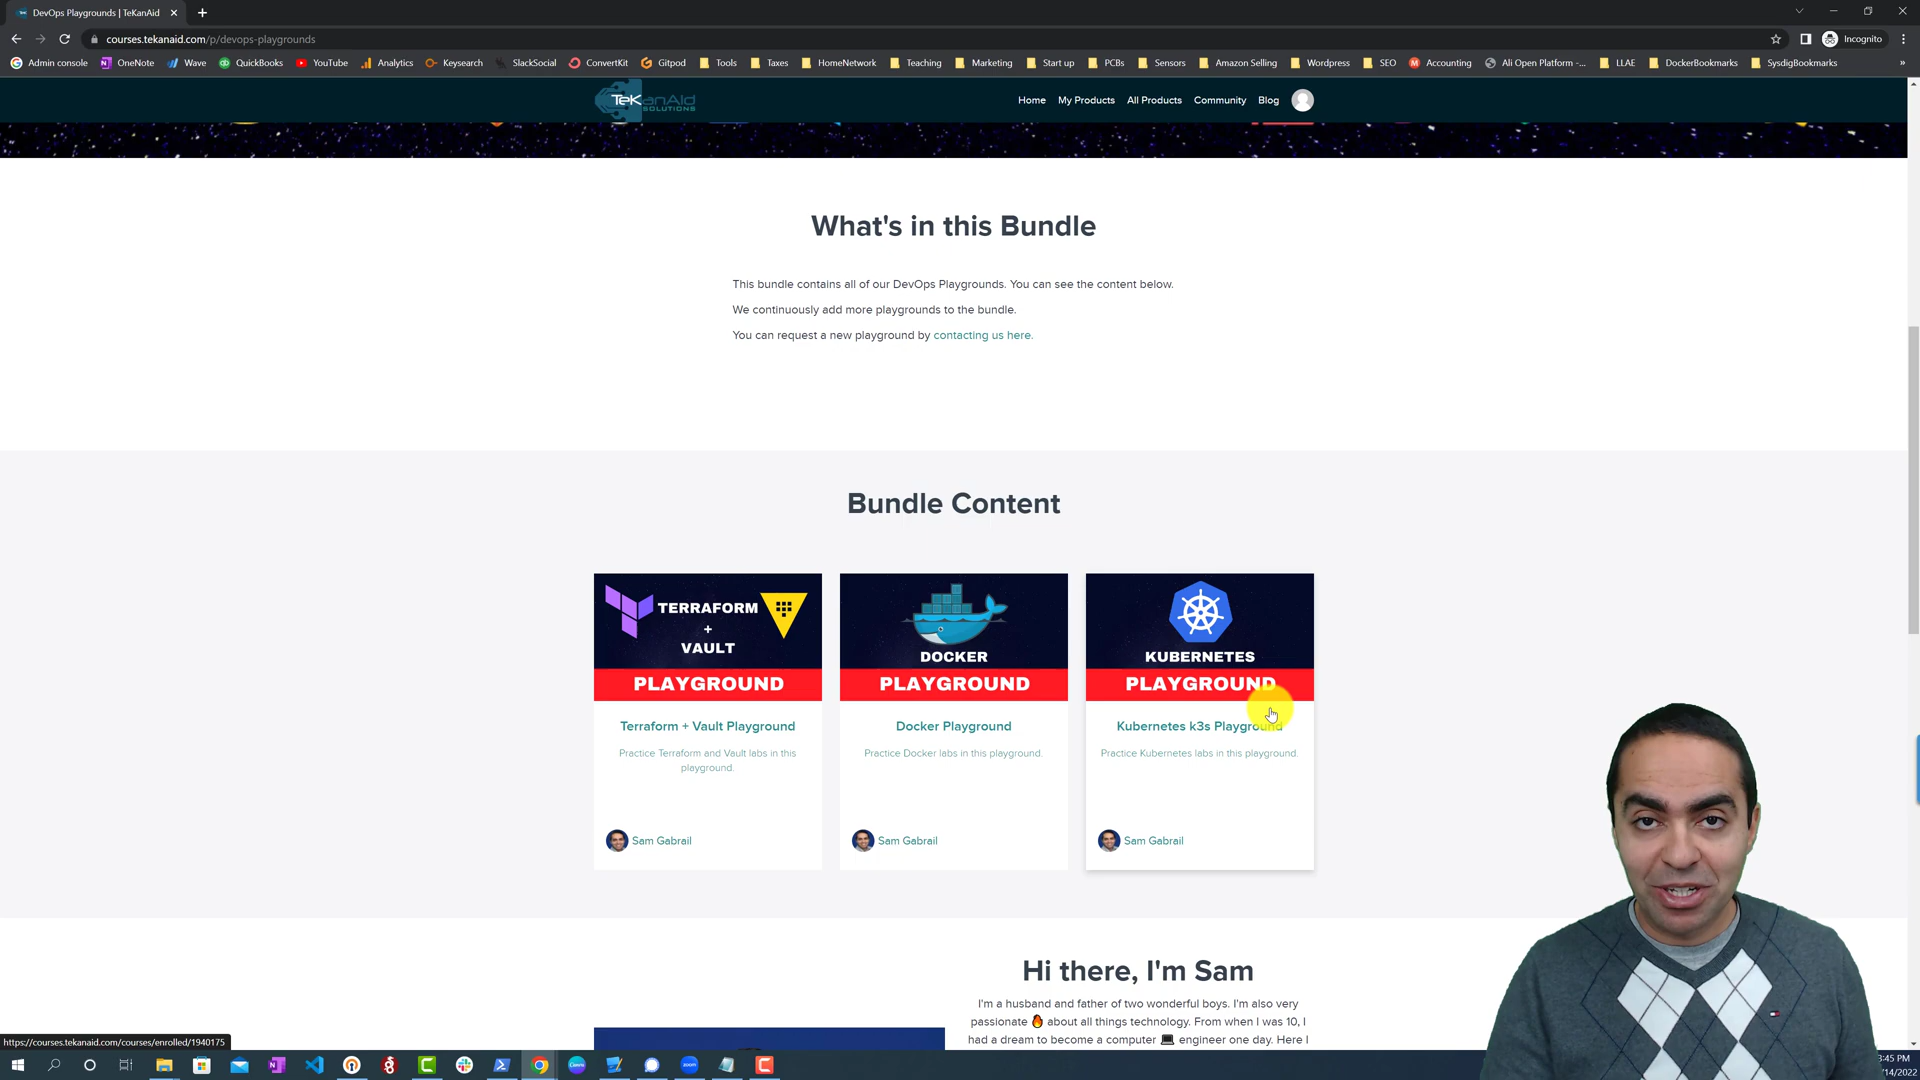 DevOps Playgrounds | TeKanAid
courses.tekanaid.com/p/devops-playgrounds
Incognito
Admin console OneNote Wave QuickBooks YouTube Analytics Keysearch SlackSocial ConvertKit Gitpod Tools Taxes HomeNetwork Teaching Marketing Start up PCBs Sensors Amazon Selling Wordpress SEO Accounting Ali Open Platform -... LLAE DockerBookmarks SysdigBookmarks »
TeKanAid
SOLUTIONS
Home My Products All Products Community Blog
What's in this Bundle
This bundle contains all of our DevOps Playgrounds. You can see the content below.
We continuously add more playgrounds to the bundle.
You can request a new playground by contacting us here.
Bundle Content
TERRAFORM
+
VAULT
PLAYGROUND
Terraform + Vault Playground
Practice Terraform and Vault labs in this
playground.
Sam Gabrail
DOCKER
PLAYGROUND
Docker Playground
Practice Docker labs in this playground.
Sam Gabrail
KUBERNETES
PLAYGROUND
Kubernetes k3s Playground
Practice Kubernetes labs in this playground.
Sam Gabrail
Hi there, I'm Sam
I'm a husband and father of two wonderful boys. I'm also very
passionate 🔥 about all things technology. From when I was 10, I
had a dream to become a computer 💻 engineer one day. Here I
https://courses.tekanaid.com/courses/enrolled/1940175
zoom
:45 PM
/14/2022